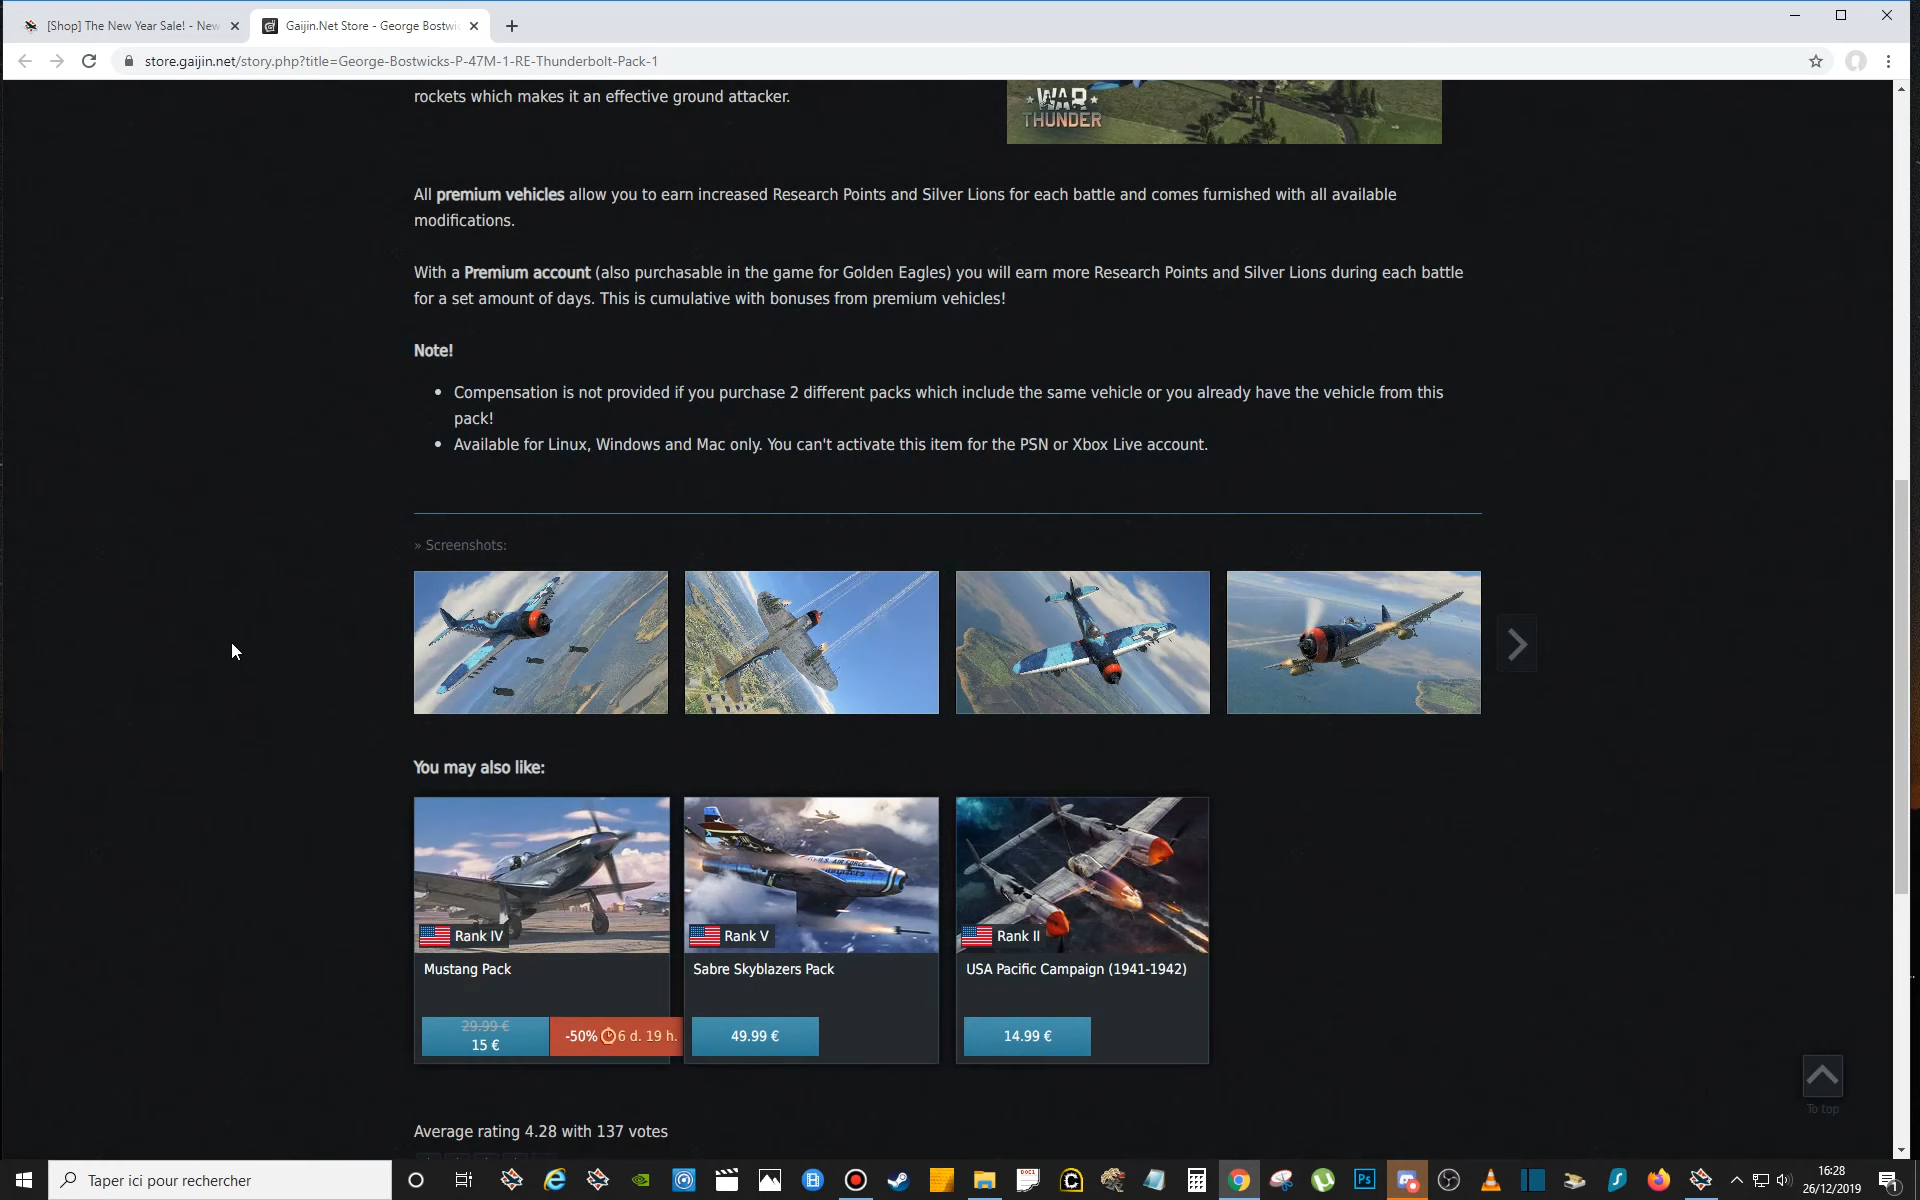 [Shop] The New Year Sale! - New
Gaijin.Net Store - George Bostwic
store.gaijin.net/story.php?title=George-Bostwicks-P-47M-1-RE-Thunderbolt-Pack-1
rockets which makes it an effective ground attacker.
WAR
THUNDER
All premium vehicles allow you to earn increased Research Points and Silver Lions for each battle and comes furnished with all available
modifications.
With a Premium account (also purchasable in the game for Golden Eagles) you will earn more Research Points and Silver Lions during each battle
for a set amount of days. This is cumulative with bonuses from premium vehicles!
Note!
• Compensation is not provided if you purchase 2 different packs which include the same vehicle or you already have the vehicle from this
pack!
• Available for Linux, Windows and Mac only. You can't activate this item for the PSN or Xbox Live account.
» Screenshots:
You may also like:
Rank IV
Mustang Pack
29.99 €
15 €
-50% 6 d. 19 h.
U.S. AIR FORCE
Rank V
Sabre Skyblazers Pack
49.99 €
Rank II
USA Pacific Campaign (1941-1942)
14.99 €
To top
Average rating 4.28 with 137 votes
Taper ici pour rechercher
Ps
16:28
26/12/2019
1